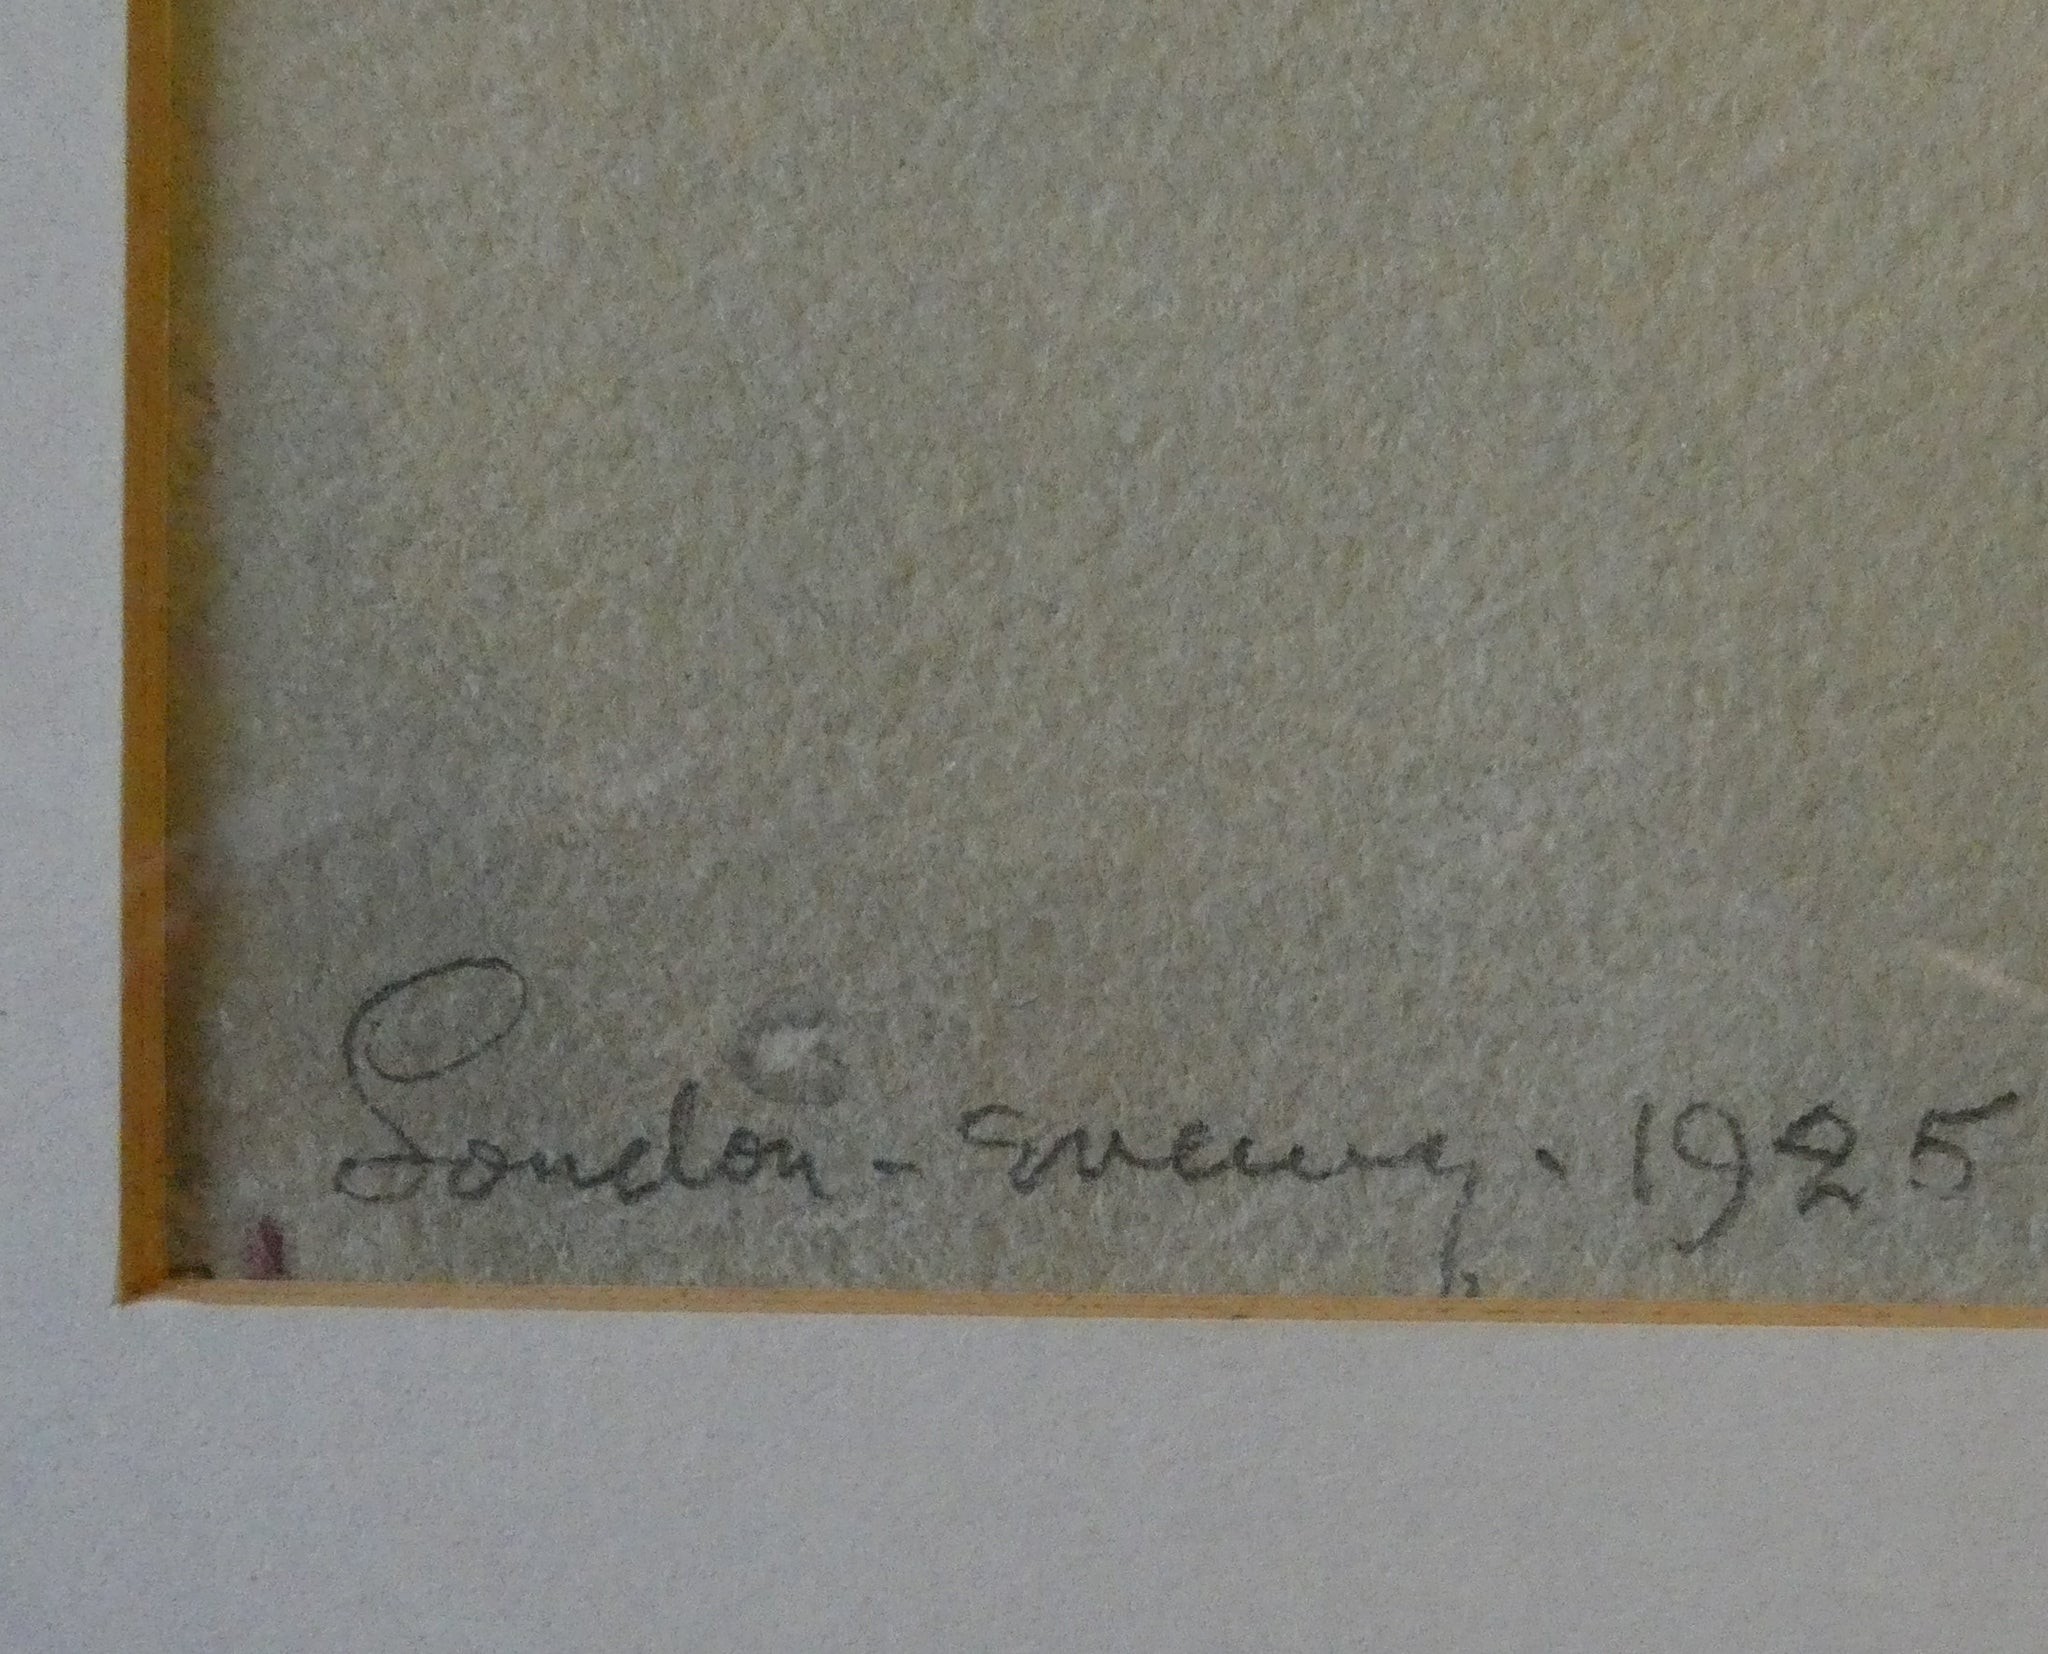 London - Evening. 1925